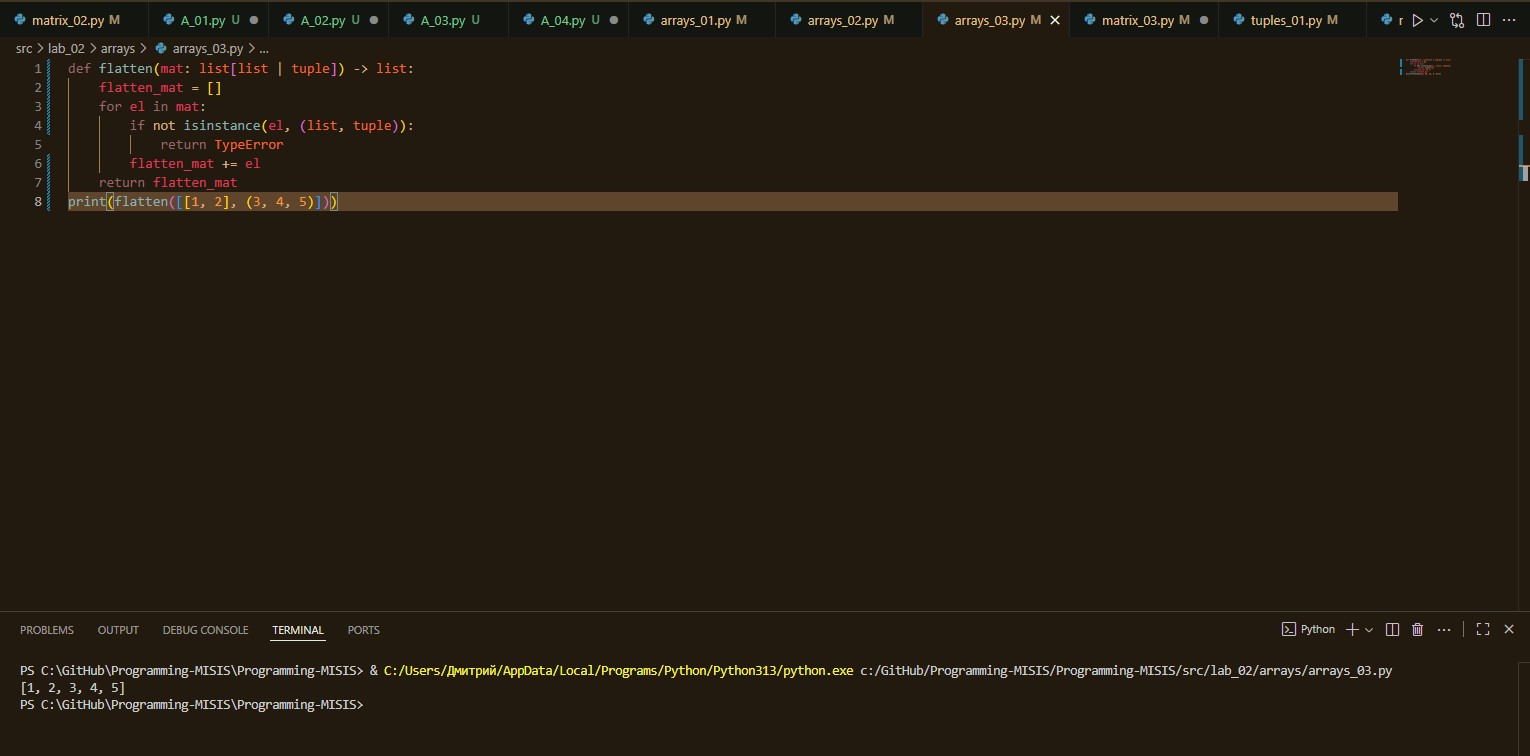 matrix_02.py M A_01.py U A_02.py U A_03.py U A_04.py U arrays_01.py M arrays_02.py M arrays_03.py M matrix_03.py M tuples_01.py M r
src > lab_02 > arrays > arrays_03.py > ...
1 def flatten(mat: list[list | tuple]) -> list:
2     flatten_mat = []
3     for el in mat:
4         if not isinstance(el, (list, tuple)):
5             return TypeError
6         flatten_mat += el
7     return flatten_mat
8 print(flatten([[1, 2], (3, 4, 5)]))
PROBLEMS OUTPUT DEBUG CONSOLE TERMINAL PORTS Python
PS C:\GitHub\Programming-MISIS\Programming-MISIS> & C:/Users/Дмитрий/AppData/Local/Programs/Python/Python313/python.exe c:/GitHub/Programming-MISIS/Programming-MISIS/src/lab_02/arrays/arrays_03.py
[1, 2, 3, 4, 5]
PS C:\GitHub\Programming-MISIS\Programming-MISIS>